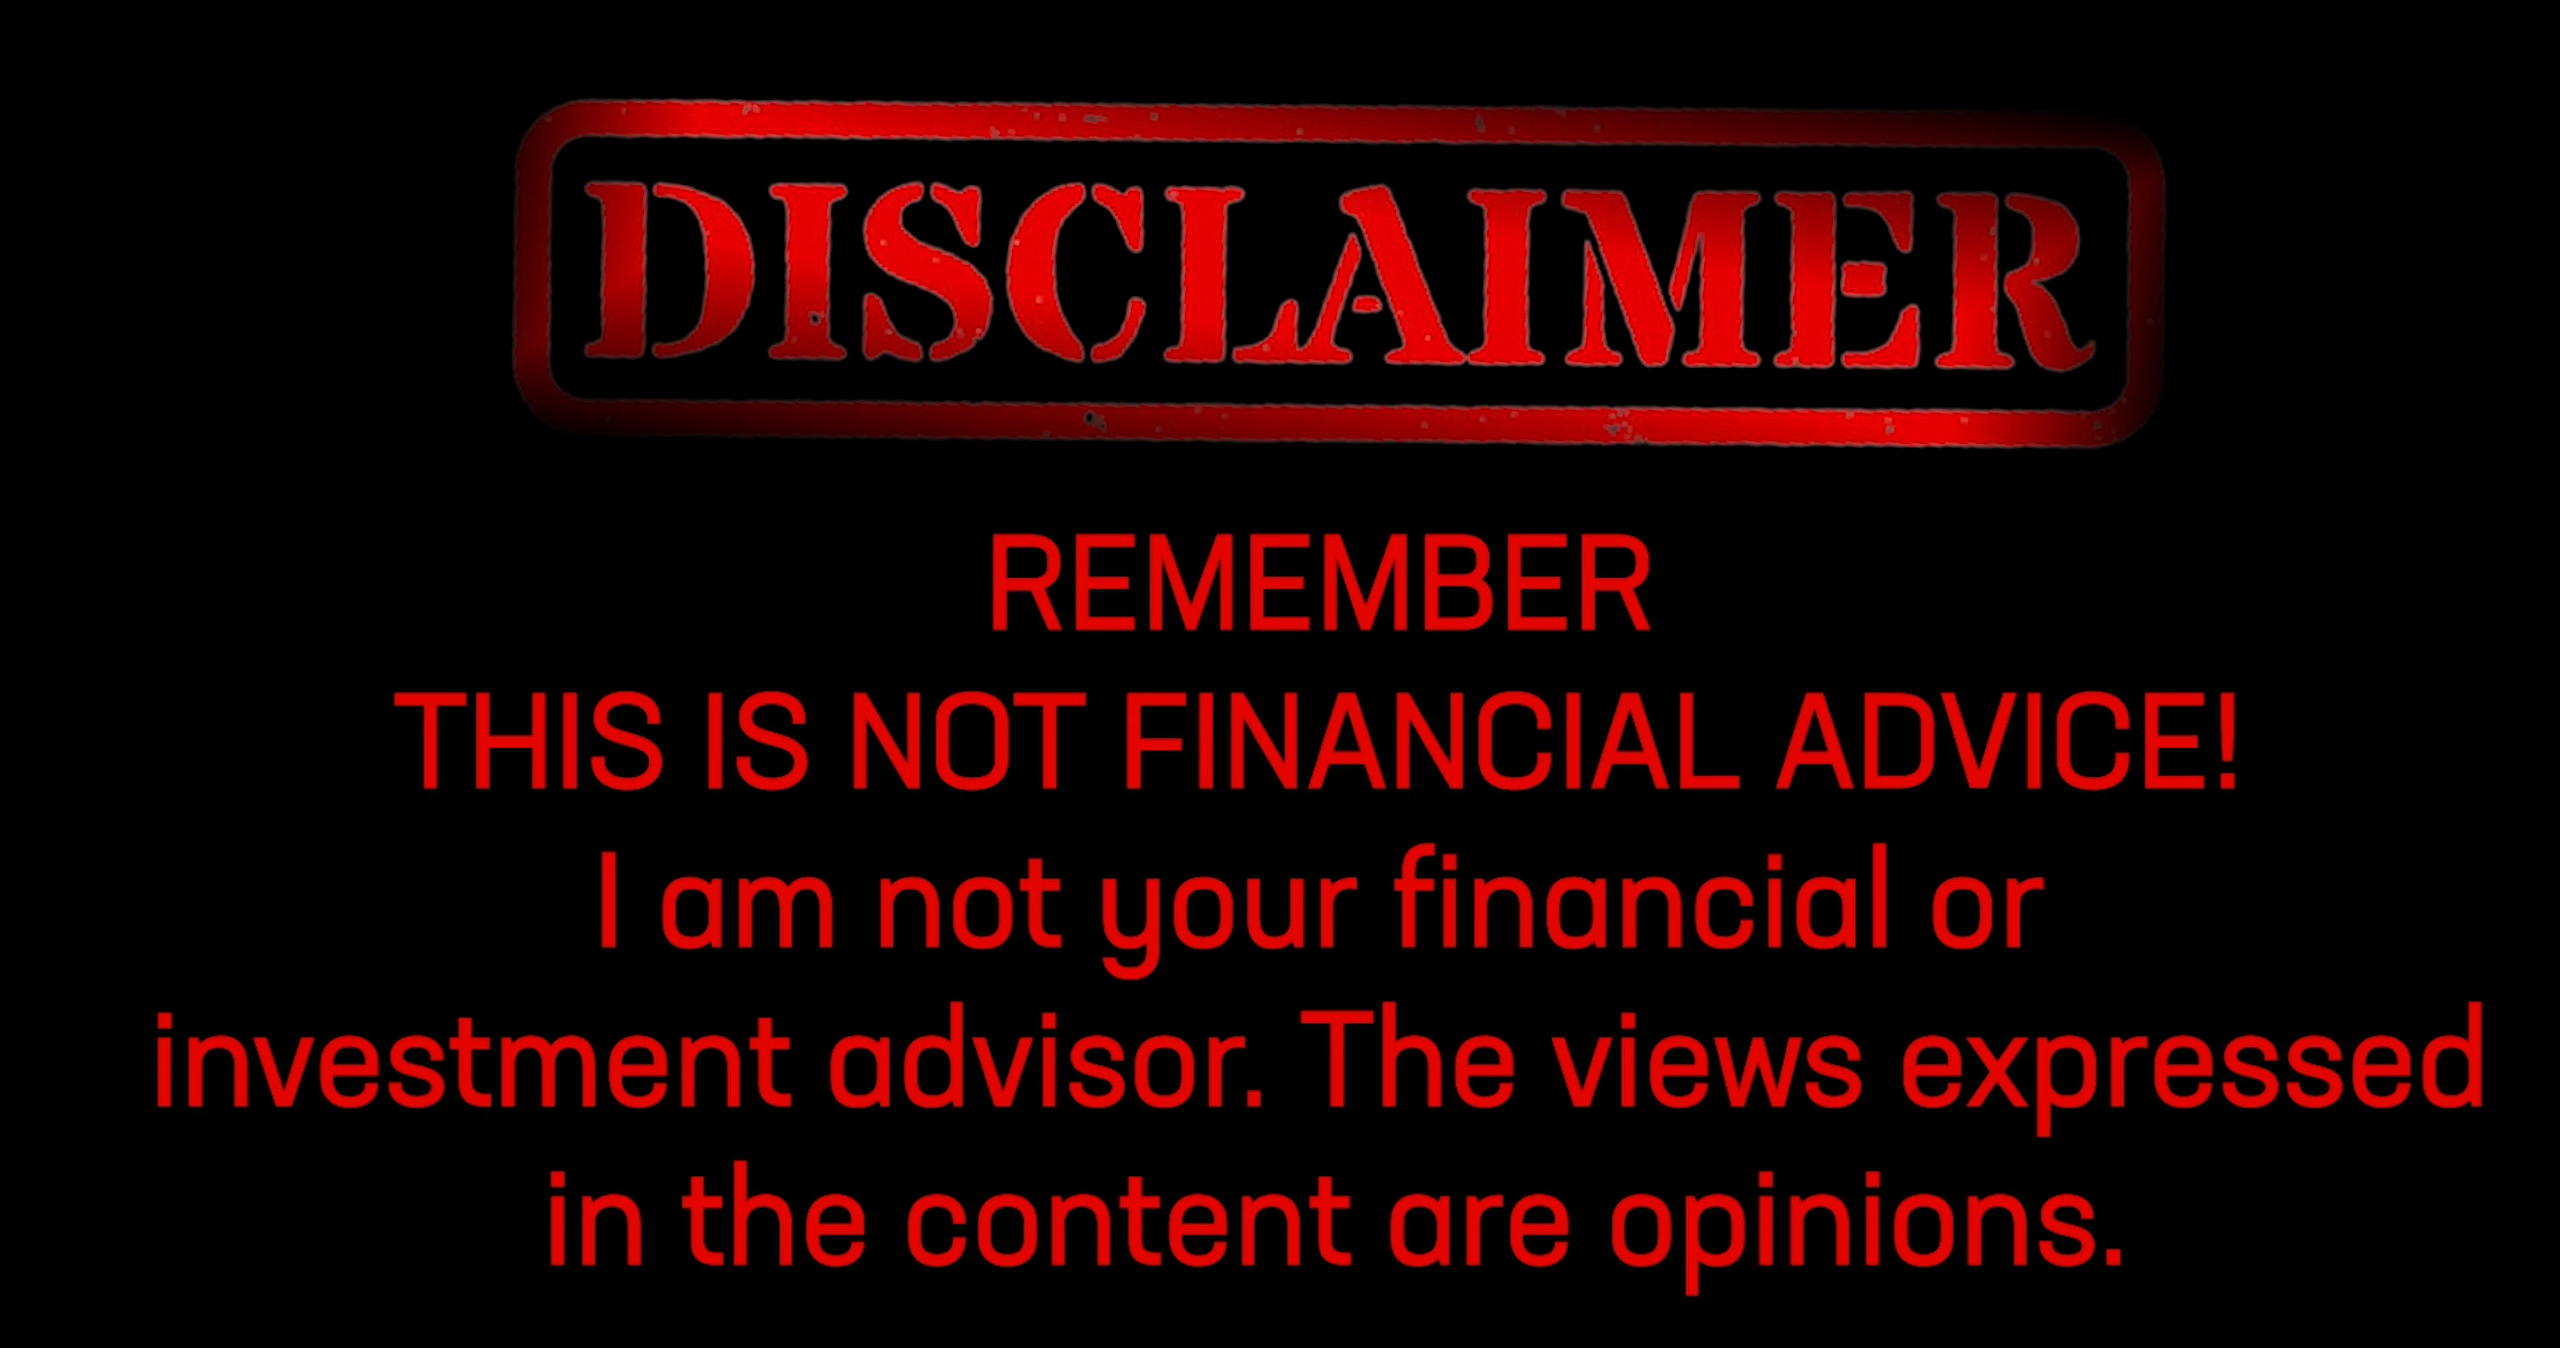 DISCLAIMER
REMEMBER
THIS IS NOT FINANCIAL ADVICE!
I am not your financial or
investment advisor. The views expressed
in the content are opinions.